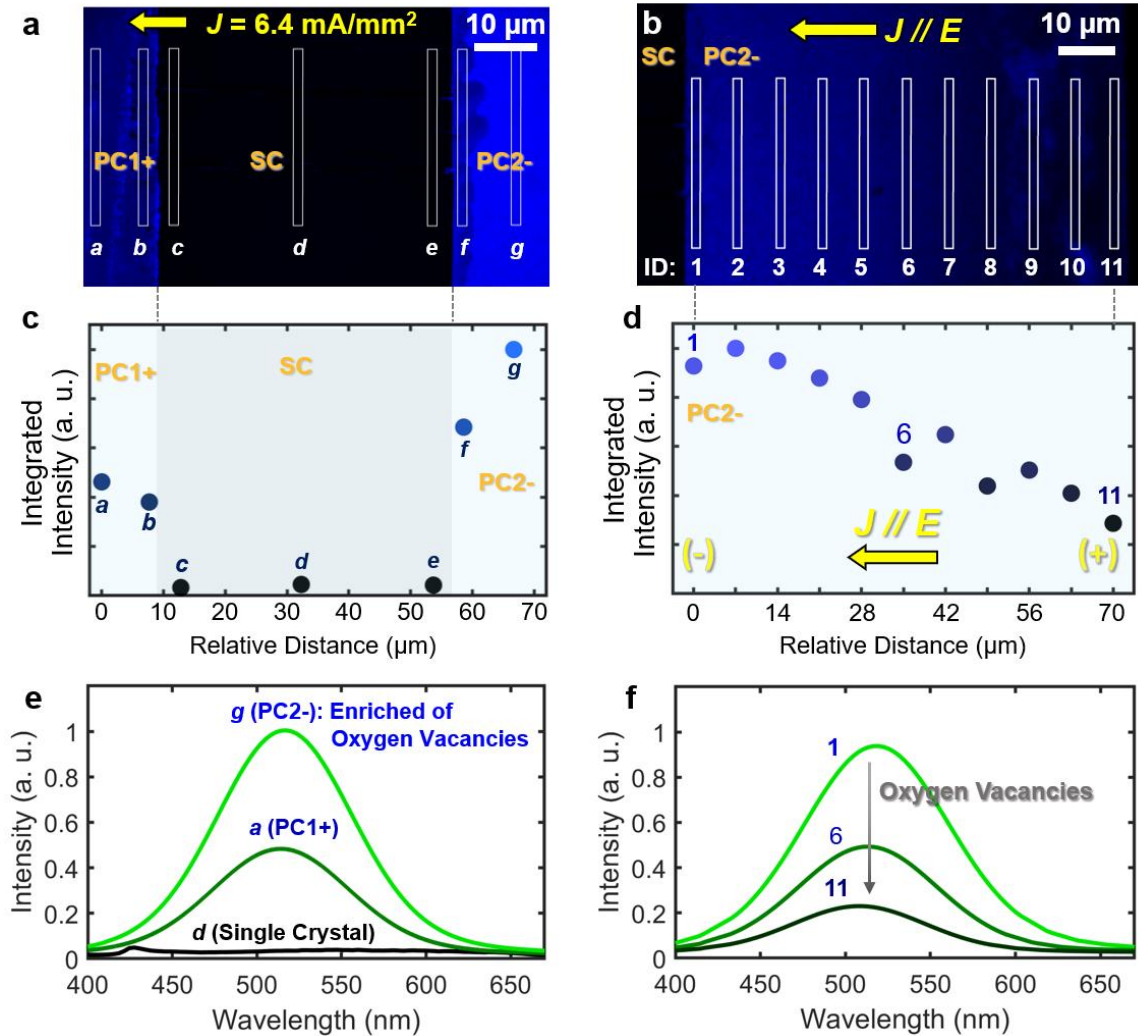 a
J = 6.4 mA/mm²
10 µm
PC1+
SC
PC2-
a b c d e f g
b
J // E
10 µm
SC PC2-
ID: 1 2 3 4 5 6 7 8 9 10 11
c
Integrated
Intensity (a. u.)
PC1+
SC
PC2-
a
b
c
d
e
f
g
0 10 20 30 40 50 60 70
Relative Distance (µm)
d
Integrated
Intensity (a. u.)
1
PC2-
6
11
J // E
(-)
(+)
0 14 28 42 56 70
Relative Distance (µm)
e
Intensity (a. u.)
1
0.8
0.6
0.4
0.2
0
g (PC2-): Enriched of
Oxygen Vacancies
a (PC1+)
d (Single Crystal)
400 450 500 550 600 650
Wavelength (nm)
f
Intensity (a. u.)
1
0.8
0.6
0.4
0.2
0
1
Oxygen Vacancies
6
11
400 450 500 550 600 650
Wavelength (nm)